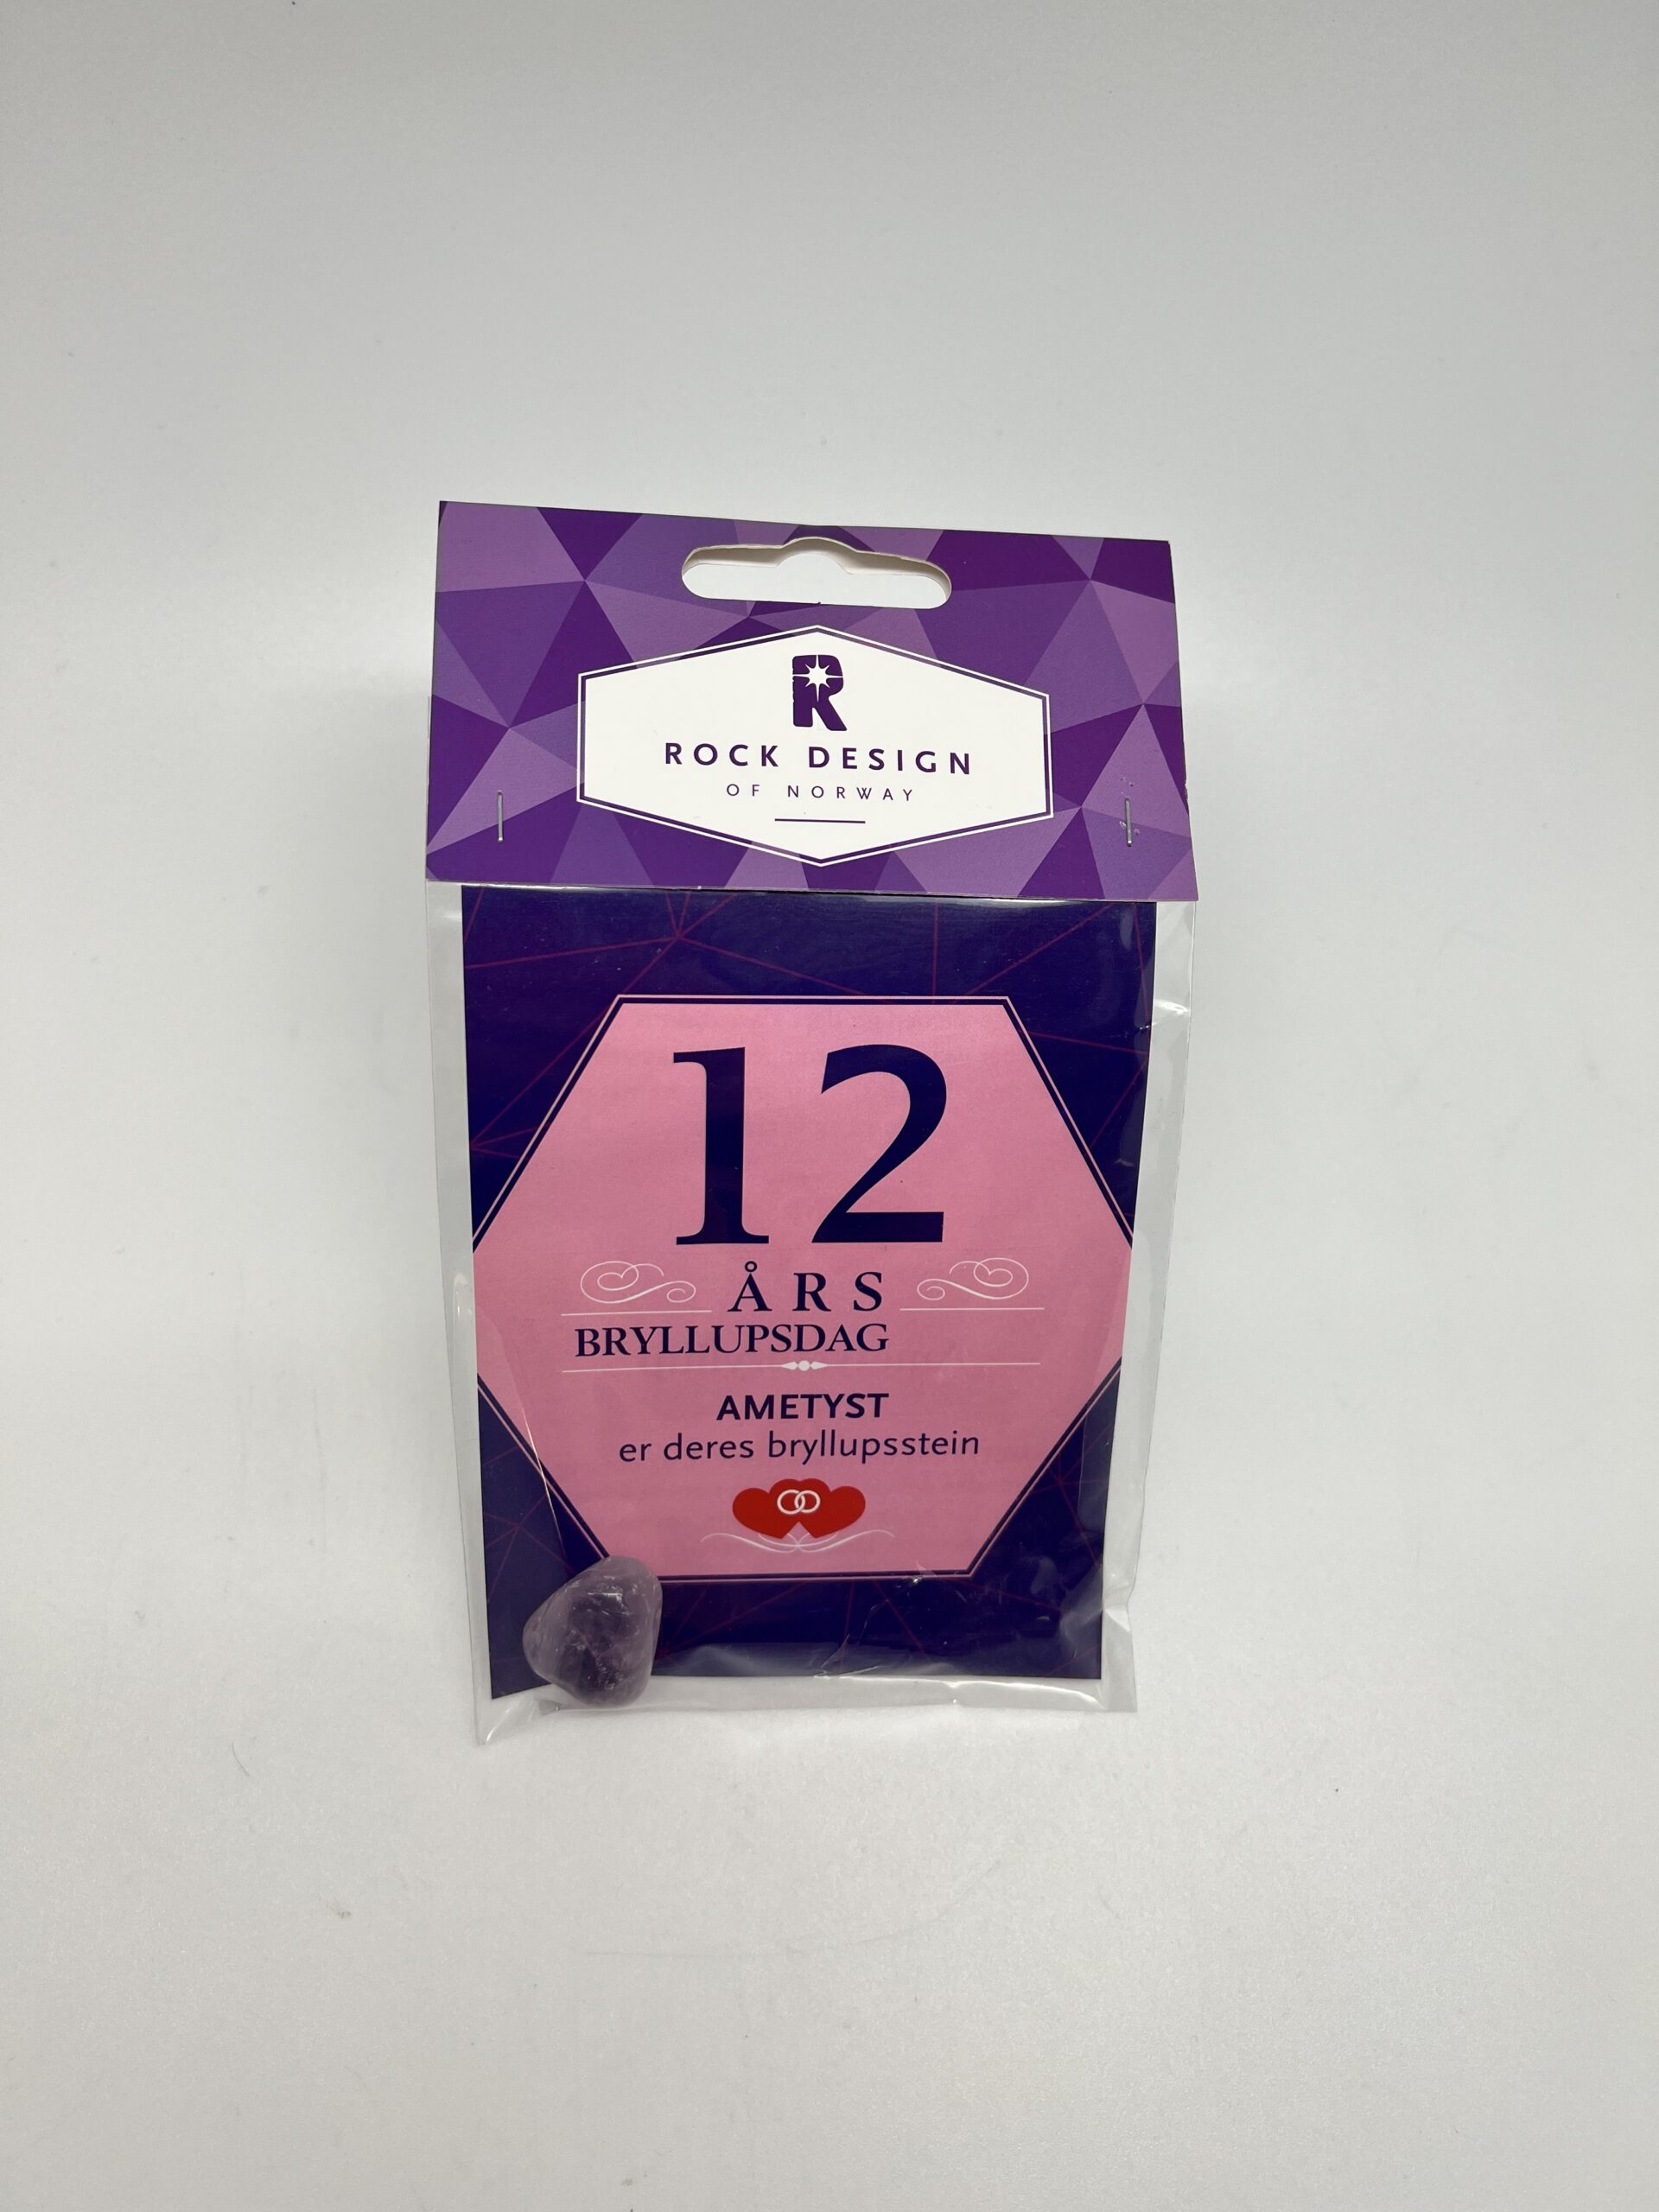 ROCK DESIGN
OF NORWAY
12
ÅRS
BRYLLUPSDAG
AMETYST
er deres bryllupsstein